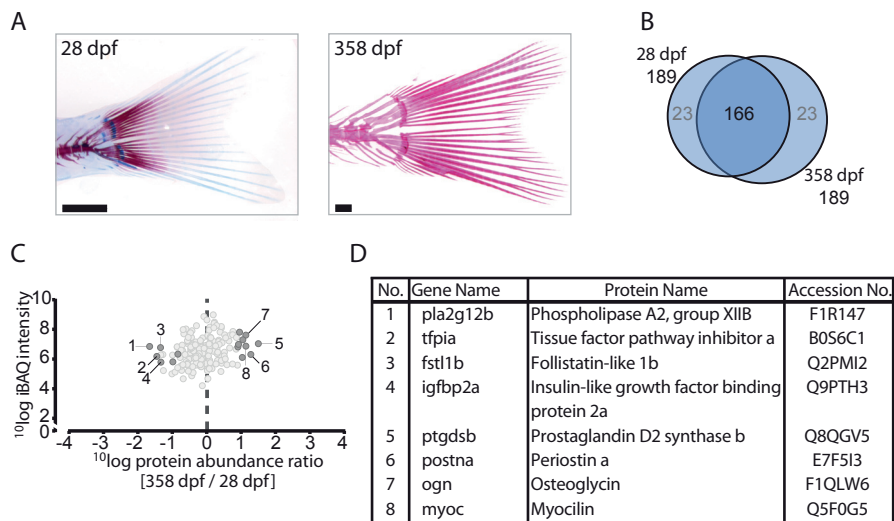 A
28 dpf
358 dpf
B
28 dpf
189
23
166
23
358 dpf
189
C
10log iBAQ intensity
10
8
6
4
2
0
-4 -3 -2 -1 0 1 2 3 4
1
3
2
4
7
5
6
8
10log protein abundance ratio
[358 dpf / 28 dpf]
D
No. Gene Name Protein Name Accession No.
1 pla2g12b Phospholipase A2, group XIIB F1R147
2 tfpia Tissue factor pathway inhibitor a B0S6C1
3 fstl1b Follistatin-like 1b Q2PMI2
4 igfbp2a Insulin-like growth factor binding protein 2a Q9PTH3
5 ptgdsb Prostaglandin D2 synthase b Q8QGV5
6 postna Periostin a E7F5I3
7 ogn Osteoglycin F1QLW6
8 myoc Myocilin Q5F0G5